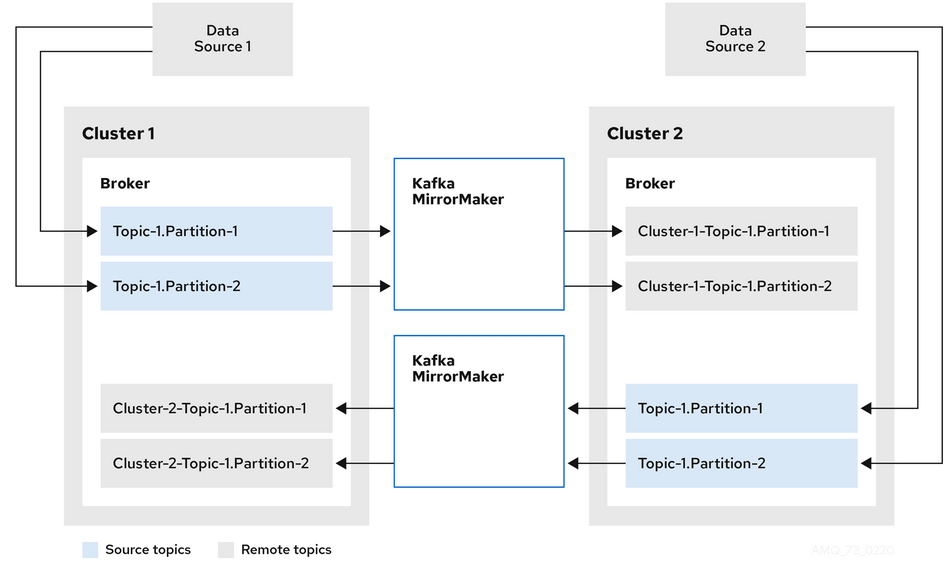 Data
Source 1
Data
Source 2
Cluster 1
Broker
Topic-1.Partition-1
Topic-1.Partition-2
Cluster-2-Topic-1.Partition-1
Cluster-2-Topic-1.Partition-2
Kafka
MirrorMaker
Kafka
MirrorMaker
Cluster 2
Broker
Cluster-1-Topic-1.Partition-1
Cluster-1-Topic-1.Partition-2
Topic-1.Partition-1
Topic-1.Partition-2
Source topics
Remote topics
AMQ_73_0220